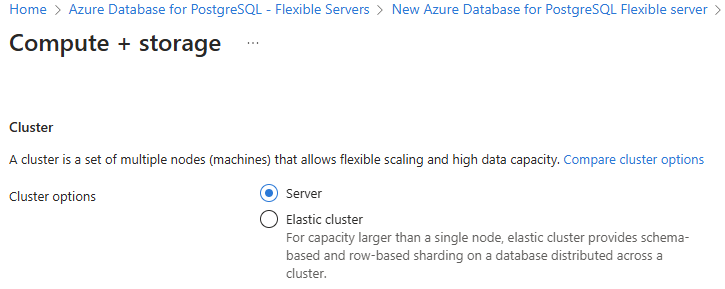 Home > Azure Database for PostgreSQL - Flexible Servers > New Azure Database for PostgreSQL Flexible server >
Compute + storage ...
Cluster
A cluster is a set of multiple nodes (machines) that allows flexible scaling and high data capacity. Compare cluster options
Cluster options Server
Elastic cluster
For capacity larger than a single node, elastic cluster provides schema-
based and row-based sharding on a database distributed across a
cluster.